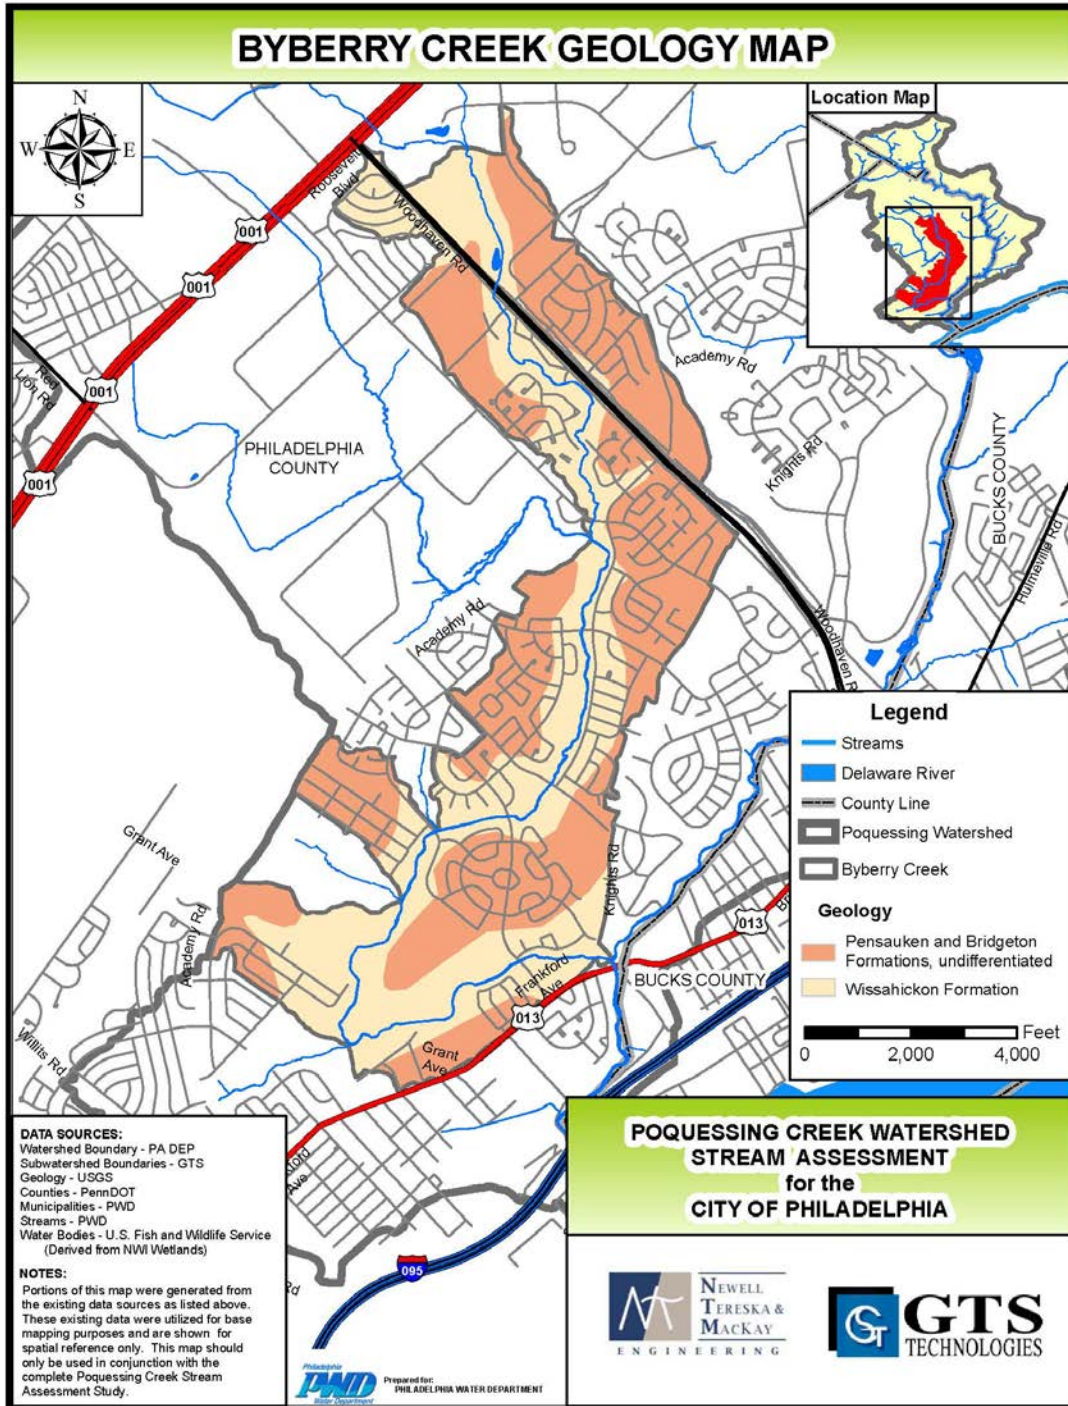 BYBERRY CREEK GEOLOGY MAP
N
W E
S
Location Map
Roosevelt
Blvd
Woodhaven Rd
001
001
001
001
Red
Lion Rd
PHILADELPHIA
COUNTY
Academy Rd
Knights Rd
BUCKS COUNTY
Hulmeville Rd
Academy Rd
Woodhaven R
Grant Ave
Academy Rd
Knights Rd
Willits Rd
Frankford
Ave
013
013
BUCKS COUNTY
Grant
Ave
Legend
Streams
Delaware River
County Line
Poquessing Watershed
Byberry Creek
Geology
Pensauken and Bridgeton
Formations, undifferentiated
Wissahickon Formation
Feet
0 2,000 4,000
kford
Ave
Rd
095
DATA SOURCES:
Watershed Boundary - PA DEP
Subwatershed Boundaries - GTS
Geology - USGS
Counties - PennDOT
Municipalities - PWD
Streams - PWD
Water Bodies - U.S. Fish and Wildlife Service
(Derived from NWI Wetlands)
NOTES:
Portions of this map were generated from
the existing data sources as listed above.
These existing data were utilized for base
mapping purposes and are shown for
spatial reference only. This map should
only be used in conjunction with the
complete Poquessing Creek Stream
Assessment Study.
Philadelphia
PWD
Water Department
Prepared for:
PHILADELPHIA WATER DEPARTMENT
POQUESSING CREEK WATERSHED
STREAM ASSESSMENT
for the
CITY OF PHILADELPHIA
NEWELL
TERESKA &
MACKAY
ENGINEERING
GTS
TECHNOLOGIES